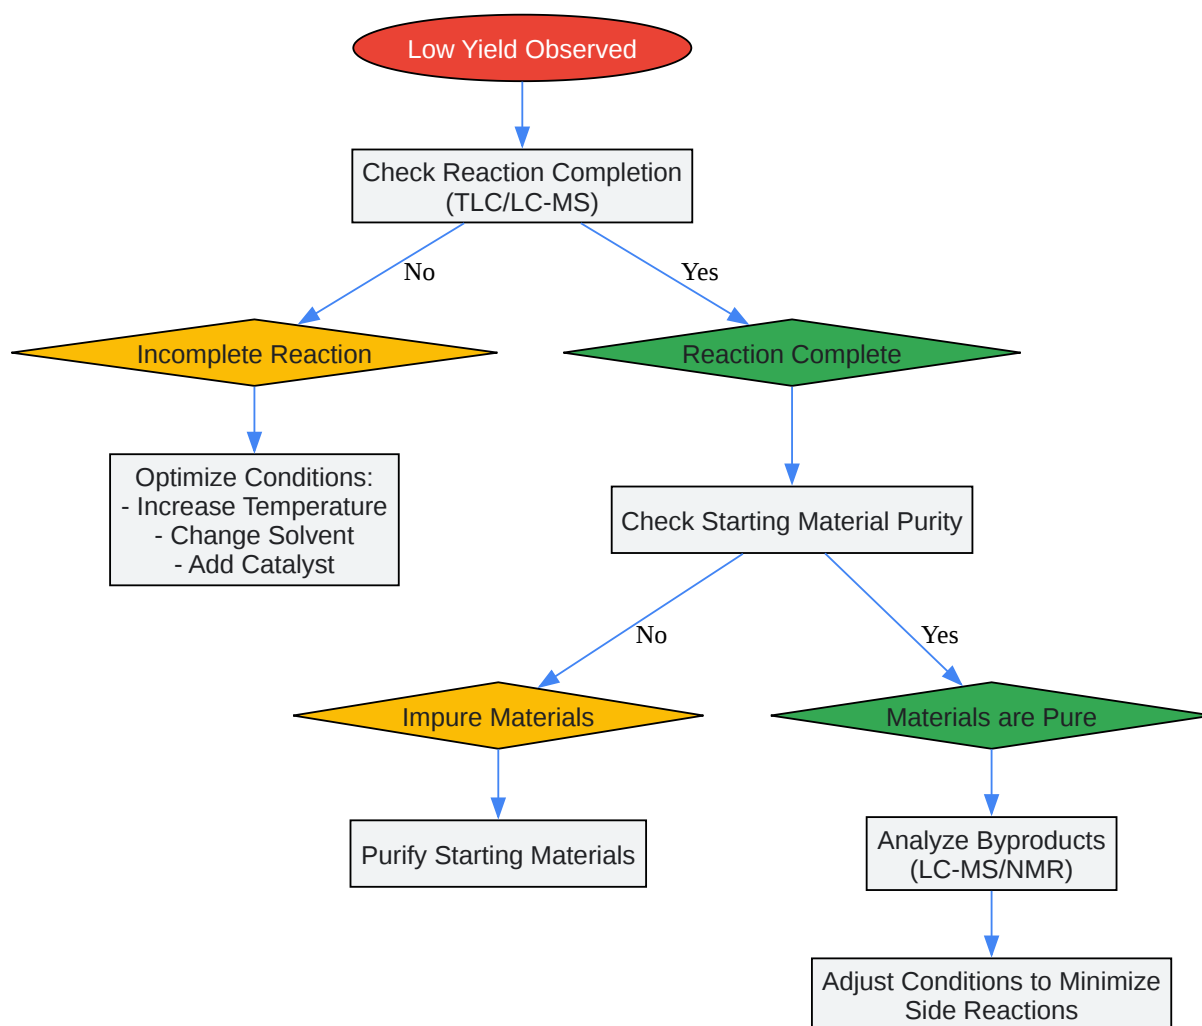 Low Yield Observed
Check Reaction Completion
(TLC/LC-MS)
No
Yes
Incomplete Reaction
Reaction Complete
Optimize Conditions:
- Increase Temperature
- Change Solvent
- Add Catalyst
Check Starting Material Purity
No
Yes
Impure Materials
Materials are Pure
Purify Starting Materials
Analyze Byproducts
(LC-MS/NMR)
Adjust Conditions to Minimize
Side Reactions